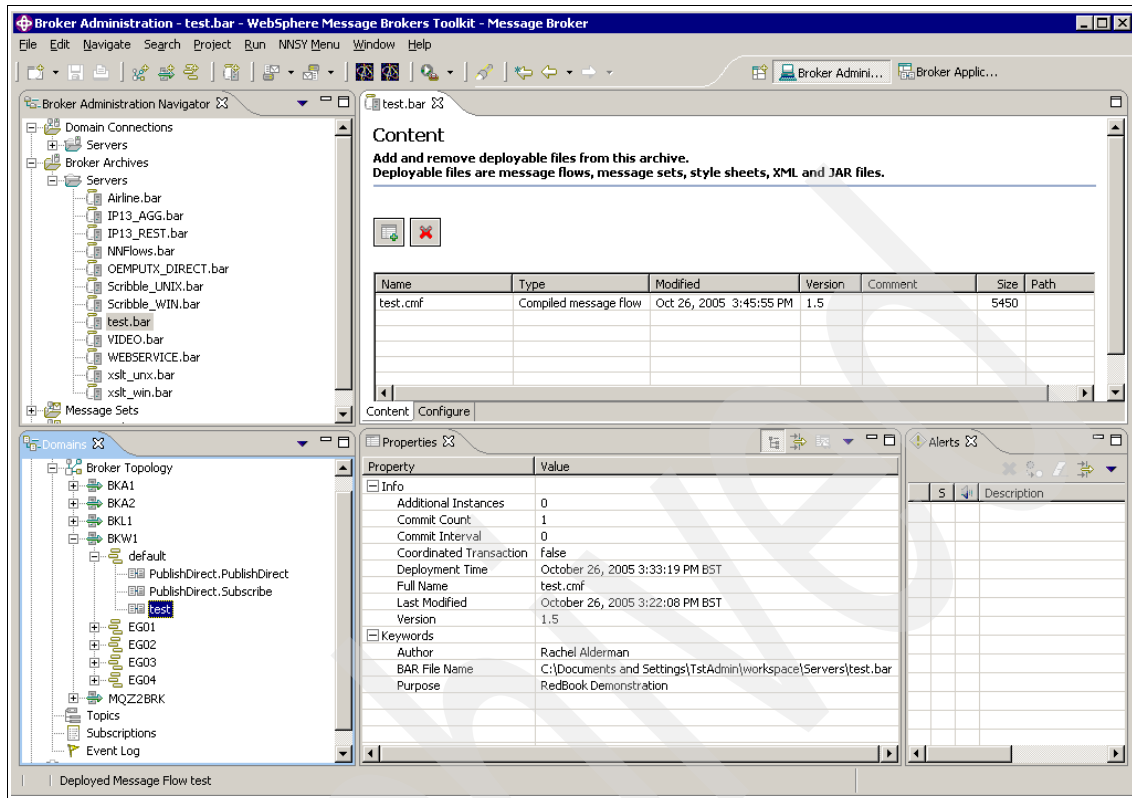 Broker Administration - test.bar - WebSphere Message Brokers Toolkit - Message Broker
File Edit Navigate Search Project Run NNSY Menu Window Help
Broker Admini... Broker Applic...
Broker Administration Navigator
Domain Connections
Servers
Broker Archives
Servers
Airline.bar
IP13_AGG.bar
IP13_REST.bar
NNFlows.bar
OEMPUTX_DIRECT.bar
Scribble_UNIX.bar
Scribble_WIN.bar
test.bar
VIDEO.bar
WEBSERVICE.bar
xslt_unx.bar
xslt_win.bar
Message Sets
test.bar
Content
Add and remove deployable files from this archive.
Deployable files are message flows, message sets, style sheets, XML and JAR files.
Name Type Modified Version Comment Size Path
test.cmf Compiled message flow Oct 26, 2005 3:45:55 PM 1.5 5450
Content Configure
Domains
Broker Topology
BKA1
BKA2
BKL1
BKW1
default
PublishDirect.PublishDirect
PublishDirect.Subscribe
test
EG01
EG02
EG03
EG04
MQZ2BRK
Topics
Subscriptions
Event Log
Properties
Property Value
Info
Additional Instances 0
Commit Count 1
Commit Interval 0
Coordinated Transaction false
Deployment Time October 26, 2005 3:33:19 PM BST
Full Name test.cmf
Last Modified October 26, 2005 3:22:08 PM BST
Version 1.5
Keywords
Author Rachel Alderman
BAR File Name C:\Documents and Settings\TstAdmin\workspace\Servers\test.bar
Purpose RedBook Demonstration
Alerts
S Description
Deployed Message Flow test